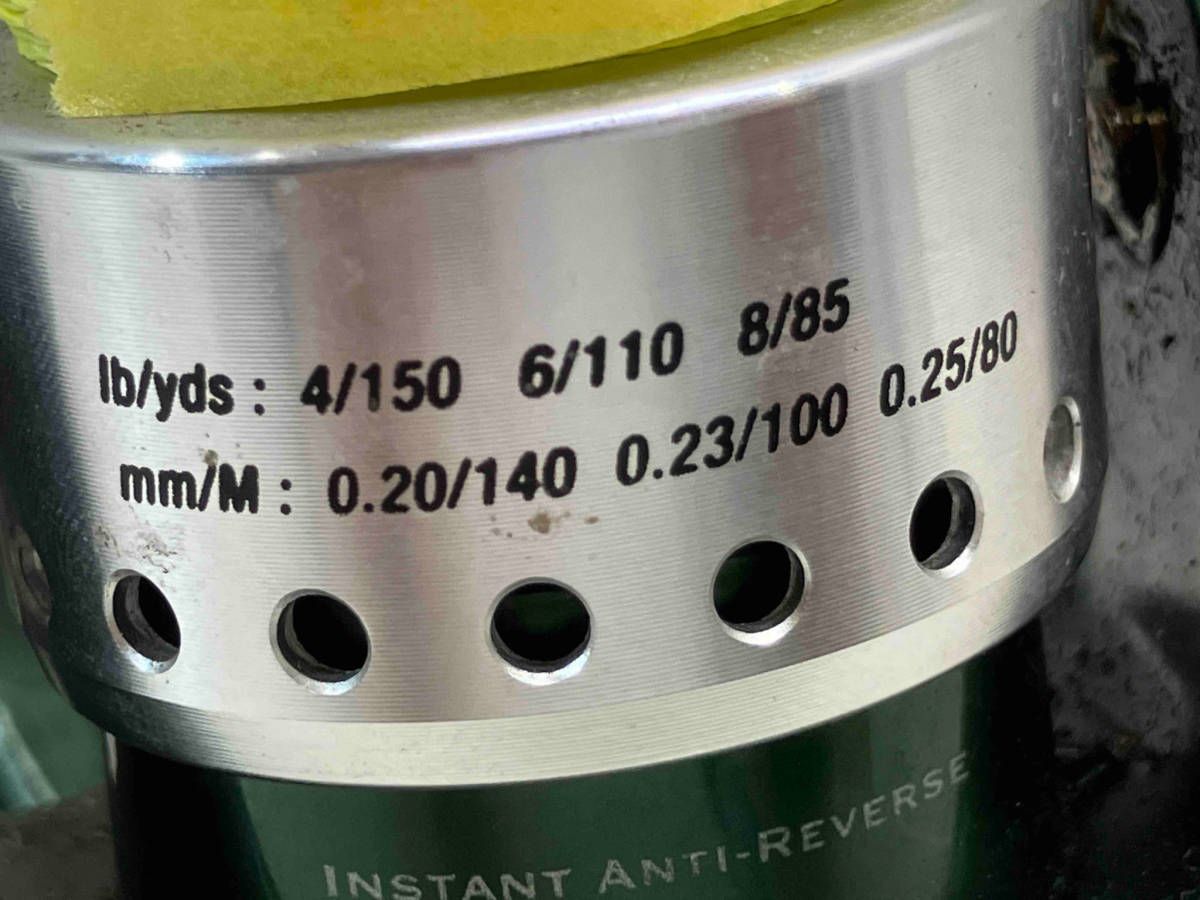 lb/yds : 4/150 6/110 8/85
mm/M : 0.20/140 0.23/100 0.25/80
INSTANT ANTI-REVERSE